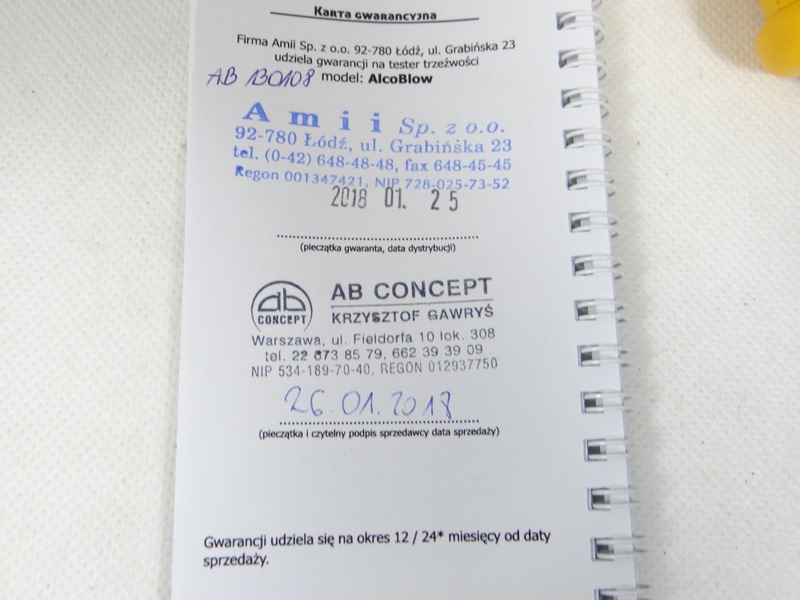 Karta gwarancyjna
Firma Amii Sp. z o.o. 92-780 Łódź, ul. Grabińska 23
udziela gwarancji na tester trzeźwości
AB 130108 model: AlcoBlow
Amii Sp. z o.o.
92-780 Łódź, ul. Grabińska 23
tel. (0-42) 648-48-48, fax 648-45-45
Regon 001347421, NIP 728-025-73-52
2018 01. 25
(pieczątka gwaranta, data dystrybucji)
ab CONCEPT
AB CONCEPT
KRZYSZTOF GAWRYŚ
Warszawa, ul. Fieldorfa 10 lok. 308
tel. 22 673 85 79, 662 39 39 09
NIP 534-189-70-40, REGON 012937750
26.01.2018
(pieczątka i czytelny podpis sprzedawcy data sprzedaży)
Gwarancji udziela się na okres 12 / 24* miesięcy od daty
sprzedaży.